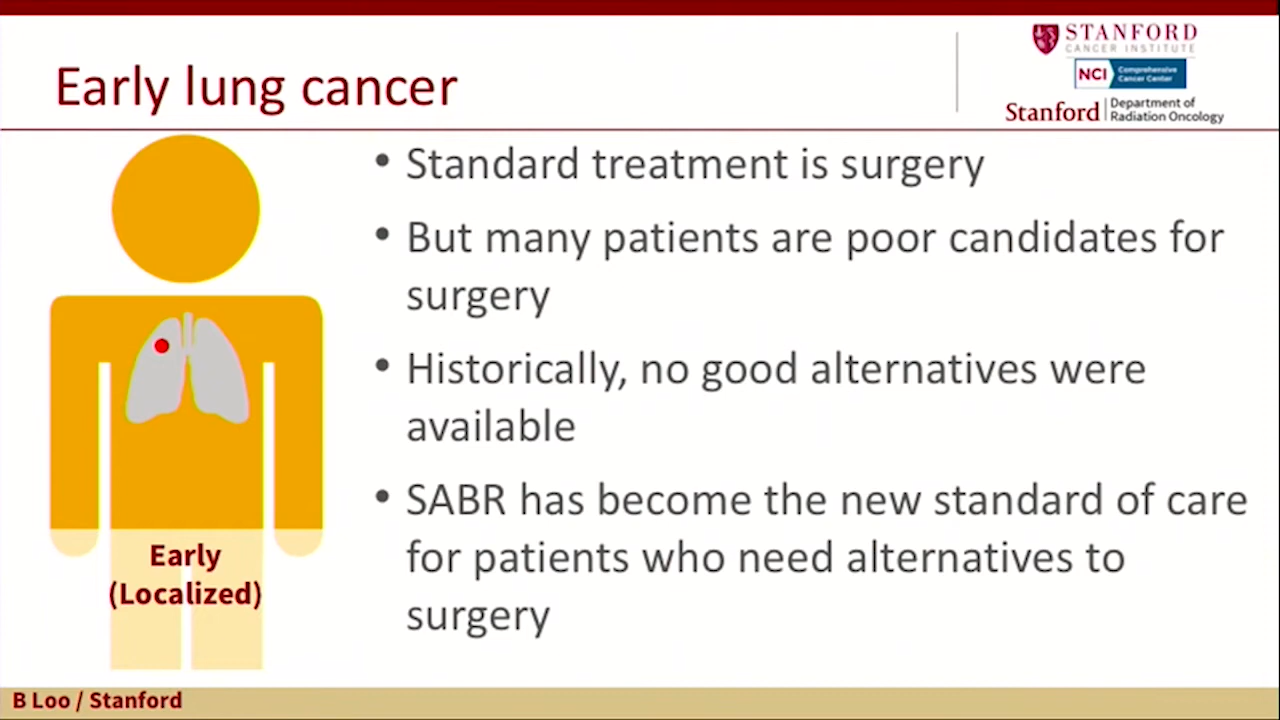 Early lung cancer
STANFORD
CANCER INSTITUTE
NCI
Comprehensive
Cancer Center
Stanford
Department of
Radiation Oncology
• Standard treatment is surgery
• But many patients are poor candidates for
surgery
• Historically, no good alternatives were
available
• SABR has become the new standard of care
for patients who need alternatives to
surgery
Early
(Localized)
B Loo / Stanford